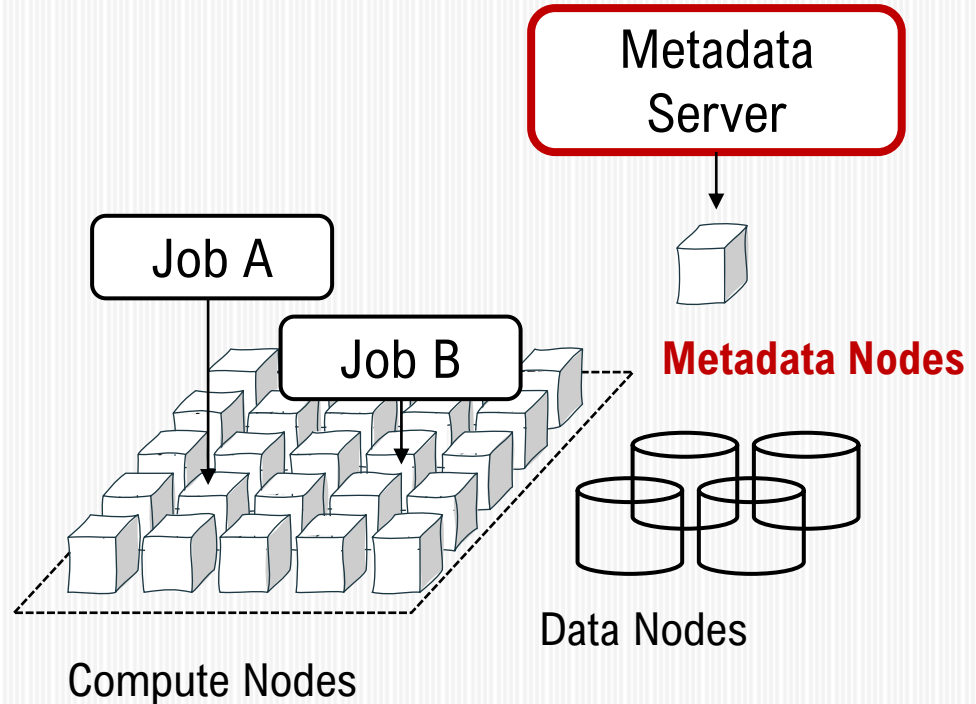 Metadata
Server
Job A
Job B
Metadata Nodes
Data Nodes
Compute Nodes